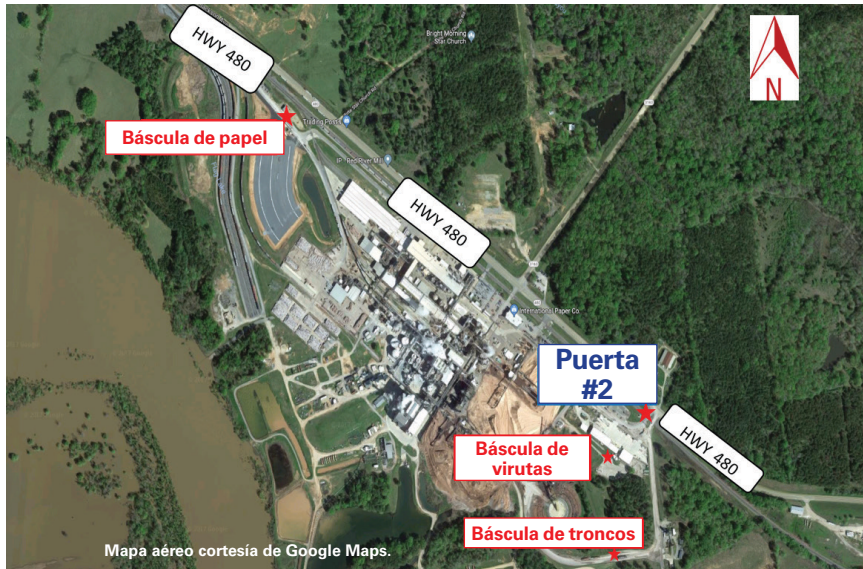 HWY 480
Bright Morning
Star Church
N
Báscula de papel
Trading Post
IP - Red River Mill
HWY 480
International Paper Co
Puerta
#2
HWY 480
Báscula de
virutas
Báscula de troncos
Mapa aéreo cortesía de Google Maps.